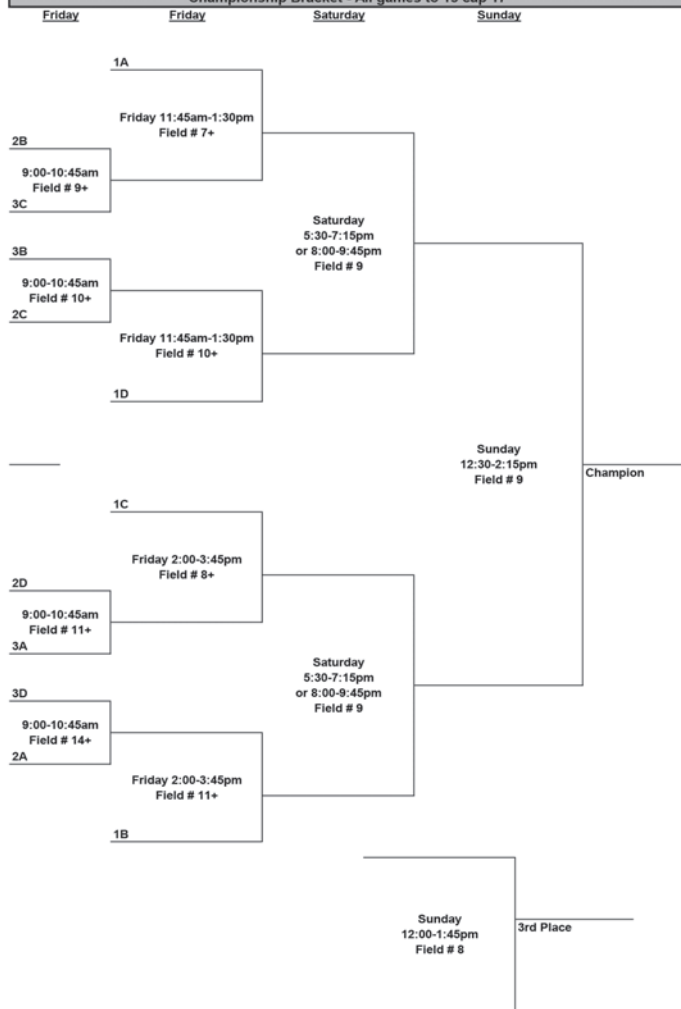 Friday Friday Saturday Sunday
1A
Friday 11:45am-1:30pm
Field # 7+
2B
9:00-10:45am
Field # 9+
3C
Saturday
5:30-7:15pm
or 8:00-9:45pm
Field # 9
3B
9:00-10:45am
Field # 10+
2C
Friday 11:45am-1:30pm
Field # 10+
1D
Sunday
12:30-2:15pm
Field # 9
Champion
1C
Friday 2:00-3:45pm
Field # 8+
2D
9:00-10:45am
Field # 11+
3A
Saturday
5:30-7:15pm
or 8:00-9:45pm
Field # 9
3D
9:00-10:45am
Field # 14+
2A
Friday 2:00-3:45pm
Field # 11+
1B
Sunday
12:00-1:45pm
Field # 8
3rd Place